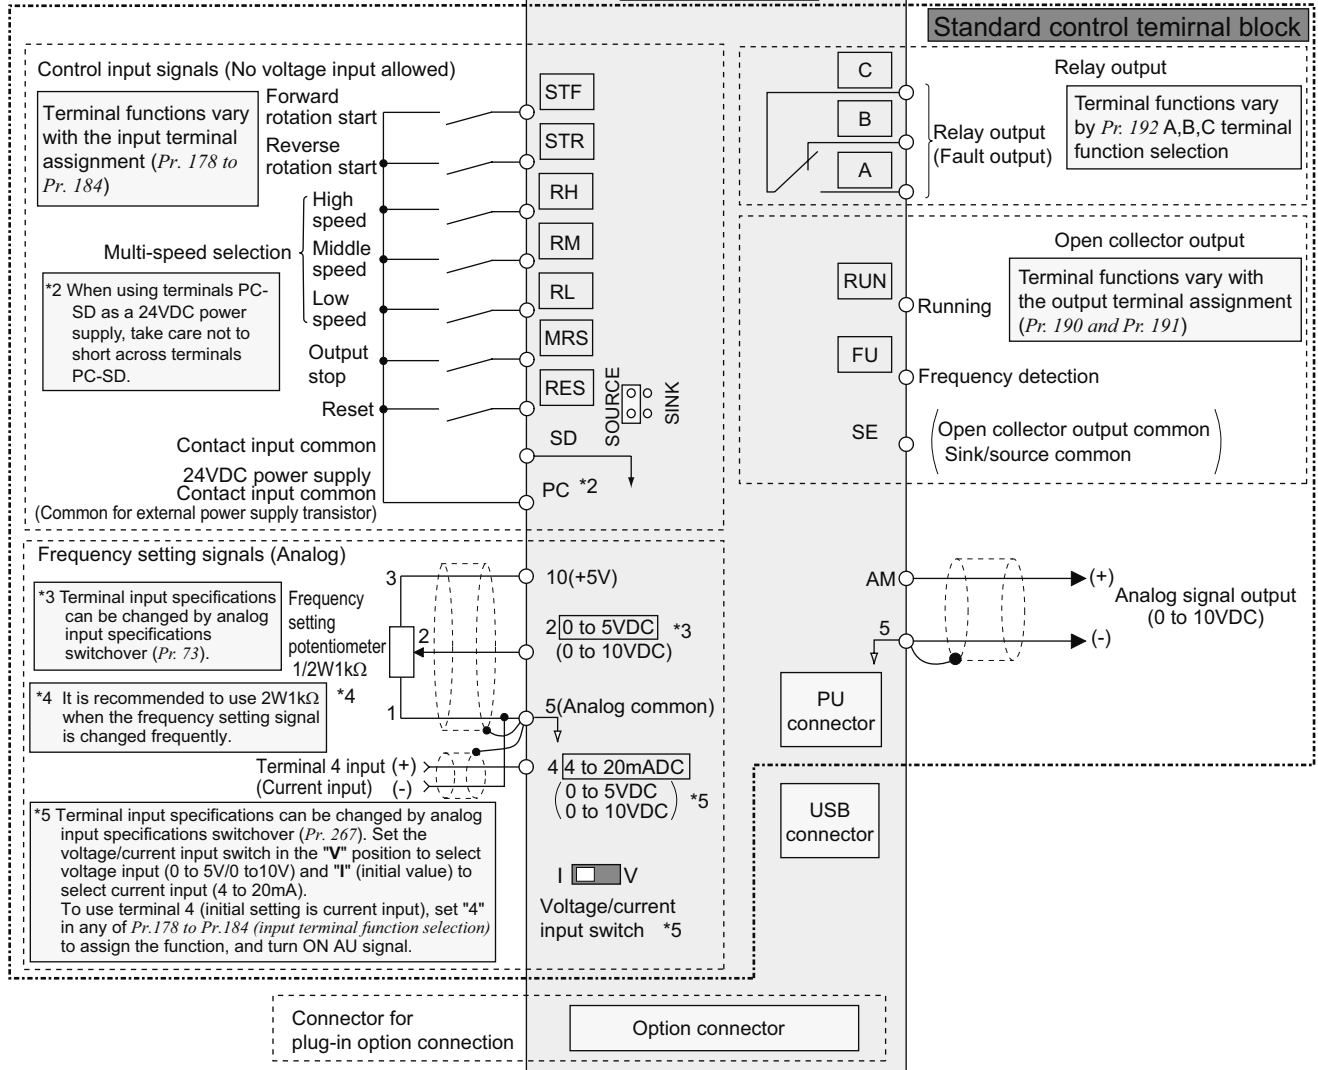 Standard control temirnal block
Control input signals (No voltage input allowed)
Terminal functions vary
with the input terminal
assignment (Pr. 178 to
Pr. 184)
Forward
rotation start
Reverse
rotation start
High
speed
Multi-speed selection
Middle
speed
Low
speed
*2 When using terminals PC-
SD as a 24VDC power
supply, take care not to
short across terminals
PC-SD.
Output
stop
Reset
Contact input common
24VDC power supply
Contact input common
(Common for external power supply transistor)
STF
STR
RH
RM
RL
MRS
RES
SOURCE
SINK
SD
PC *2
C
B
A
Relay output
Relay output
(Fault output)
Terminal functions vary
by Pr. 192 A,B,C terminal
function selection
Open collector output
Terminal functions vary with
the output terminal assignment
(Pr. 190 and Pr. 191)
RUN
Running
FU
Frequency detection
SE
(Open collector output common
Sink/source common)
Frequency setting signals (Analog)
*3 Terminal input specifications
can be changed by analog
input specifications
switchover (Pr. 73).
Frequency
setting
potentiometer
1/2W1kΩ
*4
3
2
1
*4 It is recommended to use 2W1kΩ
when the frequency setting signal
is changed frequently.
Terminal 4 input (+)
(Current input) (-)
10(+5V)
2 0 to 5VDC *3
(0 to 10VDC)
5(Analog common)
4 4 to 20mADC
(0 to 5VDC
0 to 10VDC) *5
*5 Terminal input specifications can be changed by analog
input specifications switchover (Pr. 267). Set the
voltage/current input switch in the "V" position to select
voltage input (0 to 5V/0 to10V) and "I" (initial value) to
select current input (4 to 20mA).
To use terminal 4 (initial setting is current input), set "4"
in any of Pr.178 to Pr.184 (input terminal function selection)
to assign the function, and turn ON AU signal.
I V
Voltage/current
input switch *5
AM
(+)
Analog signal output
(0 to 10VDC)
5
(-)
PU
connector
USB
connector
Connector for
plug-in option connection
Option connector